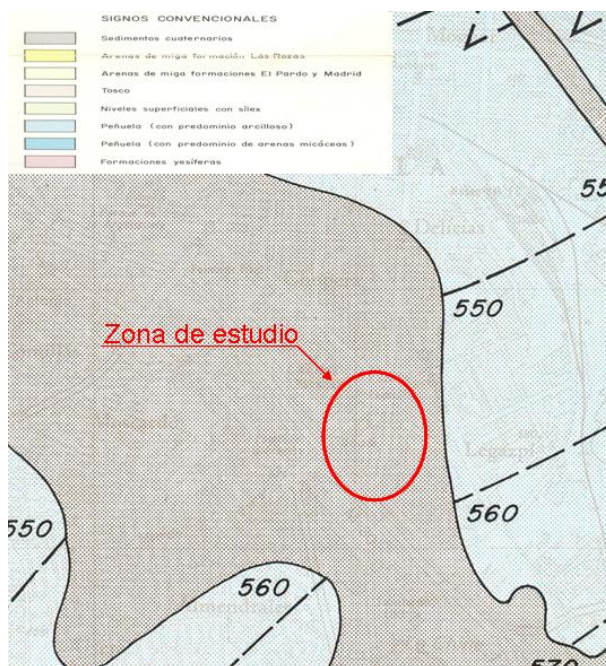 SIGNOS CONVENCIONALES
Sedimentos cuaternarios
Arenas de miga formación Las Rozas
Arenas de miga formaciones El Pardo y Madrid
Tosco
Niveles superficiales con sílex
Peñuela (con predominio arcilloso)
Peñuela (con predominio de arenas micáceas)
Formaciones yesíferas
L A
Delicias
550
Zona de estudio
Legazpi
560
550
560